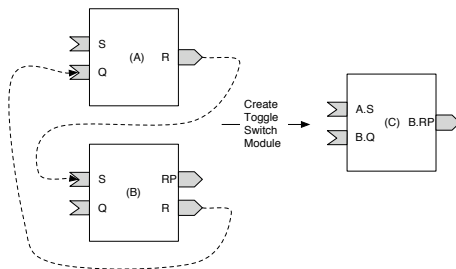 S
(A)
R
Q
Create
Toggle
Switch
Module
A.S
(C)
B.RP
B.Q
S
RP
(B)
Q
R